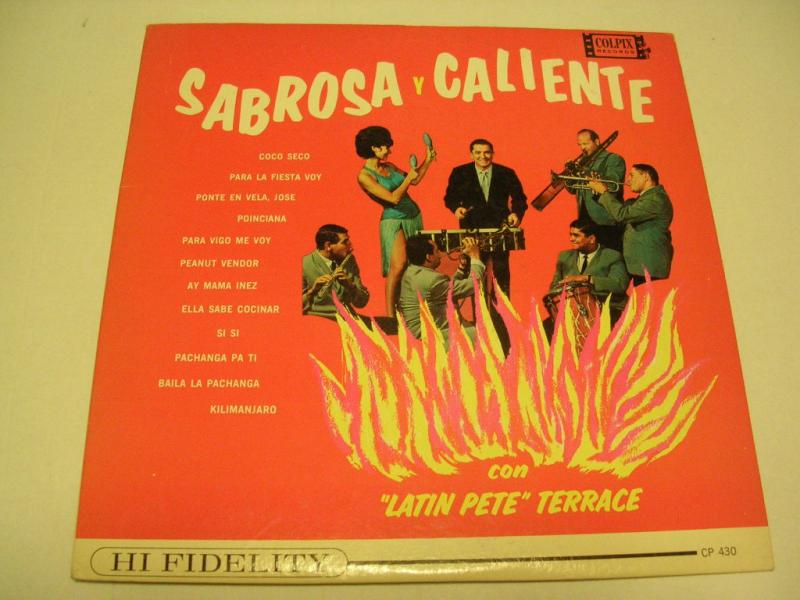 COLPIX
RECORDS
SABROSA Y CALIENTE
COCO SECO
PARA LA FIESTA VOY
PONTE EN VELA, JOSE
POINCIANA
PARA VIGO ME VOY
PEANUT VENDOR
AY MAMA INEZ
ELLA SABE COCINAR
SI SI
PACHANGA PA TI
BAILA LA PACHANGA
KILIMANJARO
con
"LATIN PETE" TERRACE
HI FIDELITY
CP 430